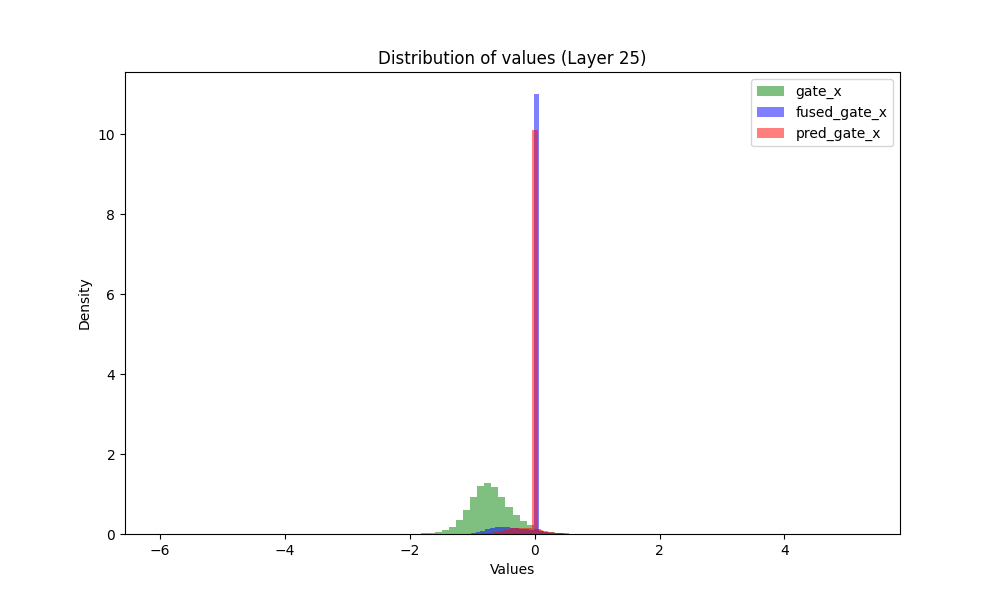 Distribution of values (Layer 25)
gate_x
fused_gate_x
pred_gate_x
Density
10
8
6
4
2
0
−6
−4
−2
0
2
4
Values